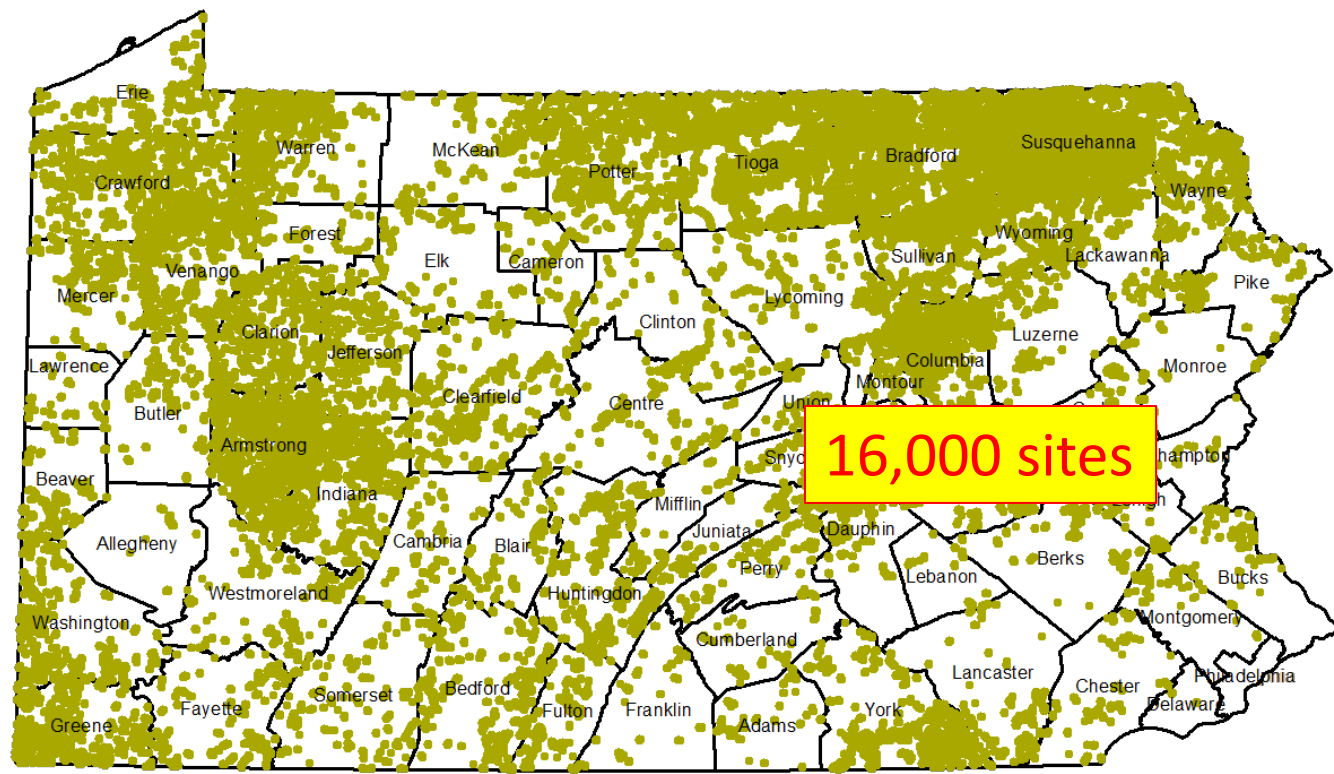 Erie
Warren
McKean
Susquehanna
Bradford
Tioga
Potter
Crawford
Wayne
Forest
Wyoming
Elk
Cameron
Sullivan
Lackawanna
Venango
Pike
Mercer
Lycoming
Clinton
Clarion
Luzerne
Jefferson
Columbia
Lawrence
Monroe
Montour
Clearfield
Centre
Union
Butler
Armstrong
16,000 sites
Snyd
hampton
Beaver
Indiana
Mifflin
Lehigh
Juniata
Dauphin
Allegheny
Cambria
Blair
Berks
Perry
Lebanon
Bucks
Westmoreland
Huntingdon
Montgomery
Washington
Cumberland
Lancaster
Philadelphia
Chester
Somerset
Bedford
Delaware
Fayette
Fulton
Franklin
York
Greene
Adams